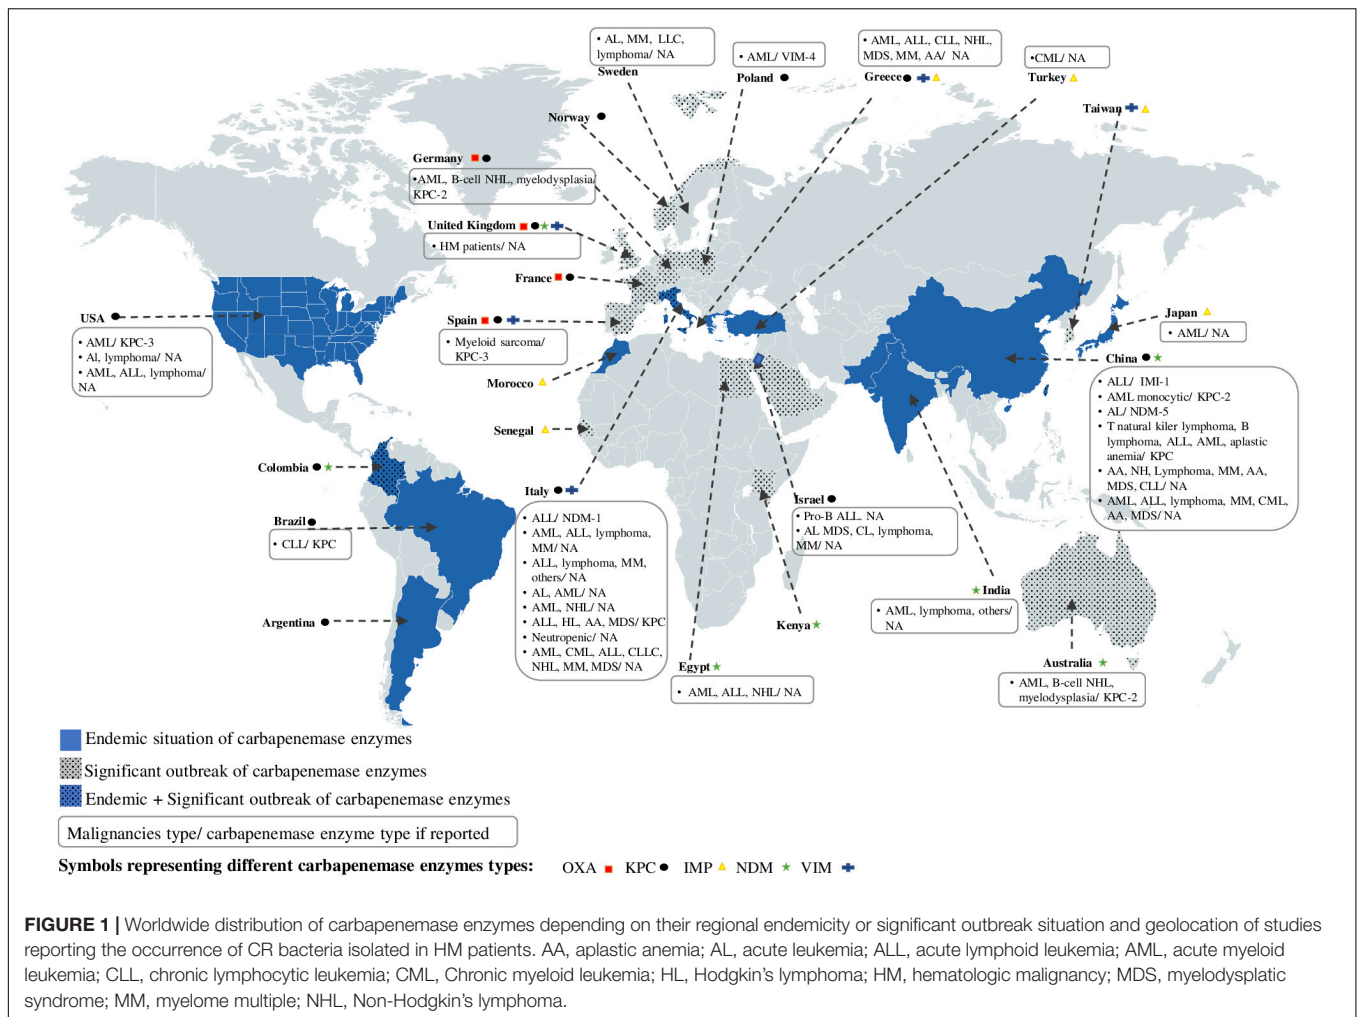 • AL, MM, LLC,
lymphoma/ NA
Sweden
• AML/ VIM-4
Poland
• AML, ALL, CLL, NHL,
MDS, MM, AA/ NA
Greece
•CML/ NA
Turkey
Taiwan
Norway
Germany
•AML, B-cell NHL, myelodysplasia/
KPC-2
United Kingdom
• HM patients/ NA
France
Spain
• Myeloid sarcoma/
KPC-3
USA
• AML/ KPC-3
• Al, lymphoma/ NA
• AML, ALL, lymphoma/
NA
Morocco
Senegal
Japan
• AML/ NA
China
• ALL/ IMI-1
• AML monocytic/ KPC-2
• AL/ NDM-5
• T natural kiler lymphoma, B
lymphoma, ALL, AML, aplastic
anemia/ KPC
• AA, NH, Lymphoma, MM, AA,
MDS, CLL/ NA
• AML, ALL, lymphoma, MM, CML,
AA, MDS/ NA
Colombia
Brazil
• CLL/ KPC
Argentina
Italy
• ALL/ NDM-1
• AML, ALL, lymphoma,
MM/ NA
• ALL, lymphoma, MM,
others/ NA
• AL, AML/ NA
• AML, NHL/ NA
• ALL, HL, AA, MDS/ KPC
• Neutropenic/ NA
• AML, CML, ALL, CLLC,
NHL, MM, MDS/ NA
Israel
• Pro-B ALL. NA
• AL MDS, CL, lymphoma,
MM/ NA
India
• AML, lymphoma, others/
NA
Kenya
Egypt
• AML, ALL, NHL/ NA
Australia
• AML, B-cell NHL,
myelodysplasia/ KPC-2
Endemic situation of carbapenemase enzymes
Significant outbreak of carbapenemase enzymes
Endemic + Significant outbreak of carbapenemase enzymes
Malignancies type/ carbapenemase enzyme type if reported
Symbols representing different carbapenemase enzymes types: OXA KPC IMP NDM VIM
FIGURE 1 | Worldwide distribution of carbapenemase enzymes depending on their regional endemicity or significant outbreak situation and geolocation of studies
reporting the occurrence of CR bacteria isolated in HM patients. AA, aplastic anemia; AL, acute leukemia; ALL, acute lymphoid leukemia; AML, acute myeloid
leukemia; CLL, chronic lymphocytic leukemia; CML, Chronic myeloid leukemia; HL, Hodgkin's lymphoma; HM, hematologic malignancy; MDS, myelodysplatic
syndrome; MM, myelome multiple; NHL, Non-Hodgkin's lymphoma.